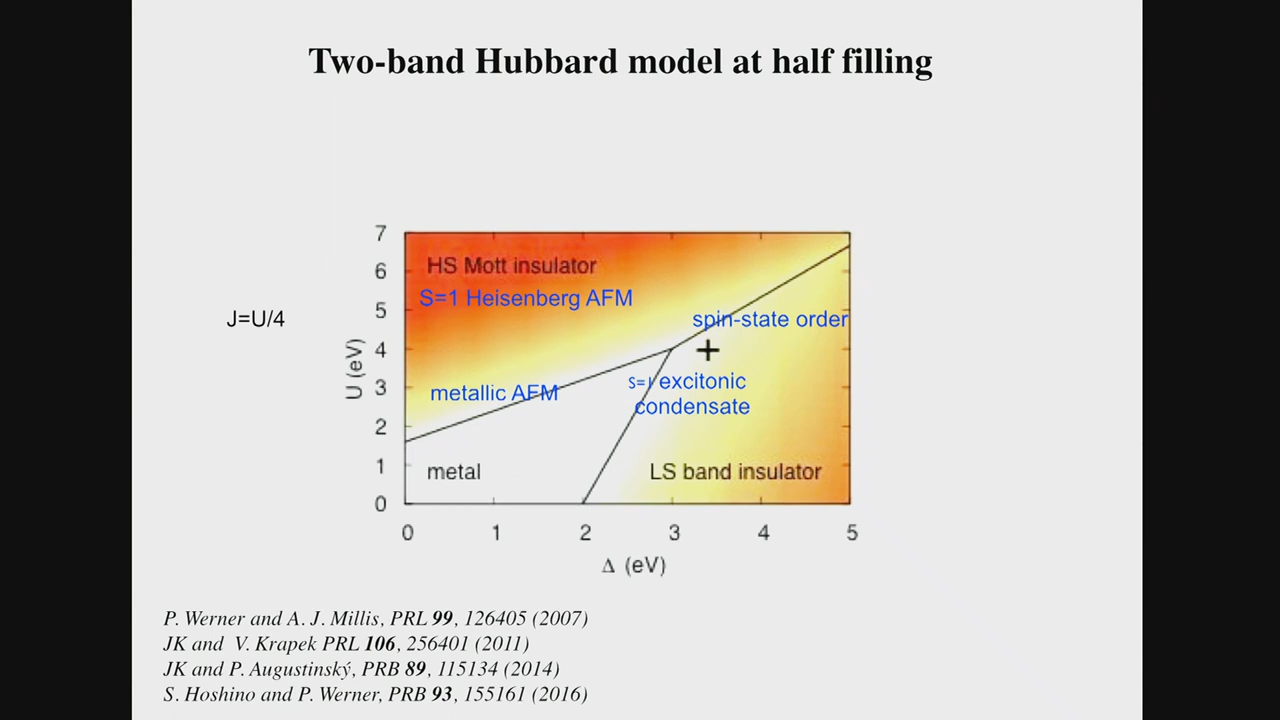 Two-band Hubbard model at half filling
J=U/4
U (eV)
7
6
5
4
3
2
1
0
HS Mott insulator
S=1 Heisenberg AFM
spin-state order
metallic AFM
S=1 excitonic
condensate
metal
LS band insulator
0 1 2 3 4 5
Δ (eV)
P. Werner and A. J. Millis, PRL 99, 126405 (2007)
JK and V. Krapek PRL 106, 256401 (2011)
JK and P. Augustinský, PRB 89, 115134 (2014)
S. Hoshino and P. Werner, PRB 93, 155161 (2016)